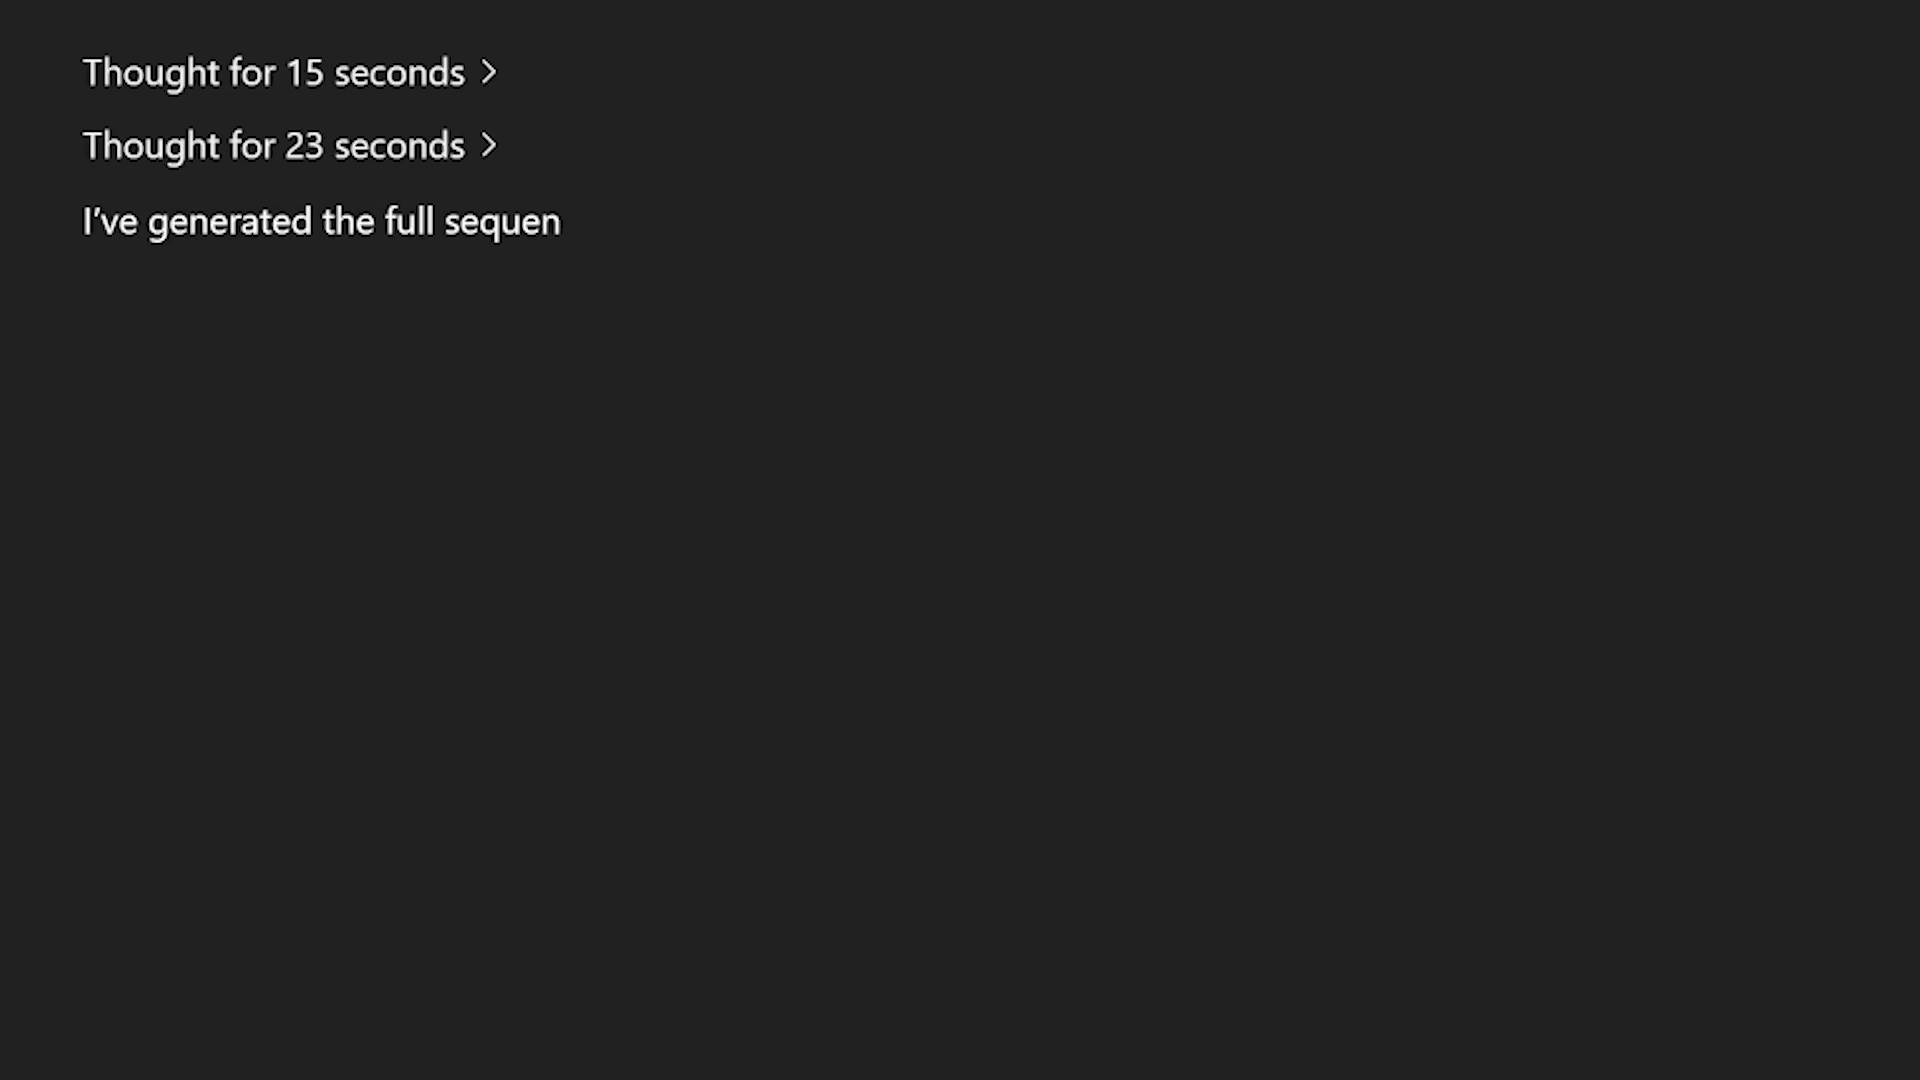 Thought for 15 seconds >
Thought for 23 seconds >
I’ve generated the full sequen